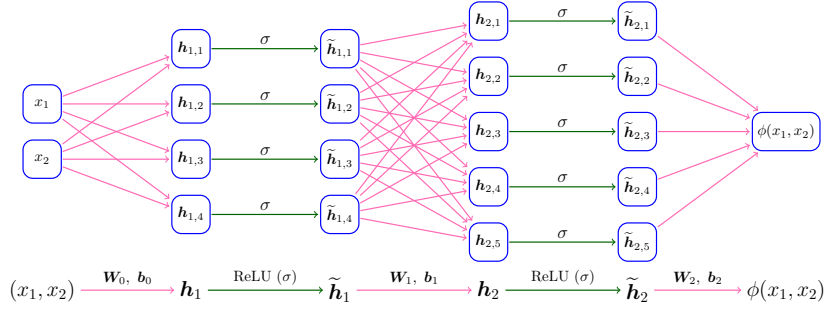 h₂,₁ σ h̃₂,₁
h₁,₁ σ h̃₁,₁
h₂,₂ σ h̃₂,₂
x₁ h₁,₂ σ h̃₁,₂
h₂,₃ σ h̃₂,₃ ϕ(x₁, x₂)
x₂ h₁,₃ σ h̃₁,₃
h₂,₄ σ h̃₂,₄
h₁,₄ σ h̃₁,₄
h₂,₅ σ h̃₂,₅
(x₁, x₂) W₀, b₀ h₁ ReLU (σ) h̃₁ W₁, b₁ h₂ ReLU (σ) h̃₂ W₂, b₂ ϕ(x₁, x₂)